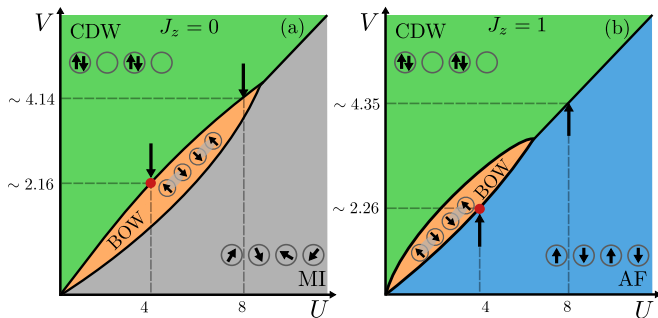 V
CDW
J_z = 0
(a)
~ 4.14
~ 2.16
BOW
MI
4
8
U
V
CDW
J_z = 1
(b)
~ 4.35
~ 2.26
BOW
AF
4
8
U